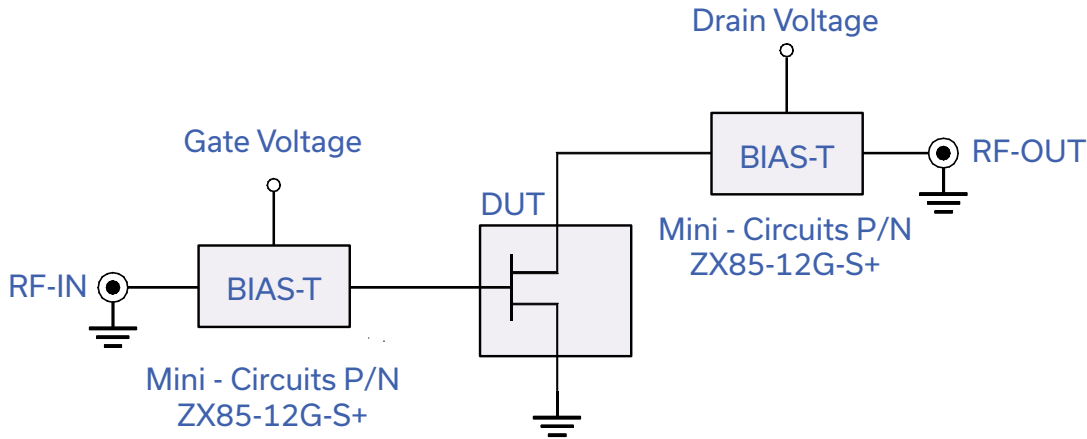 Drain Voltage
Gate Voltage
BIAS-T
RF-OUT
DUT
Mini - Circuits P/N
ZX85-12G-S+
RF-IN
BIAS-T
Mini - Circuits P/N
ZX85-12G-S+